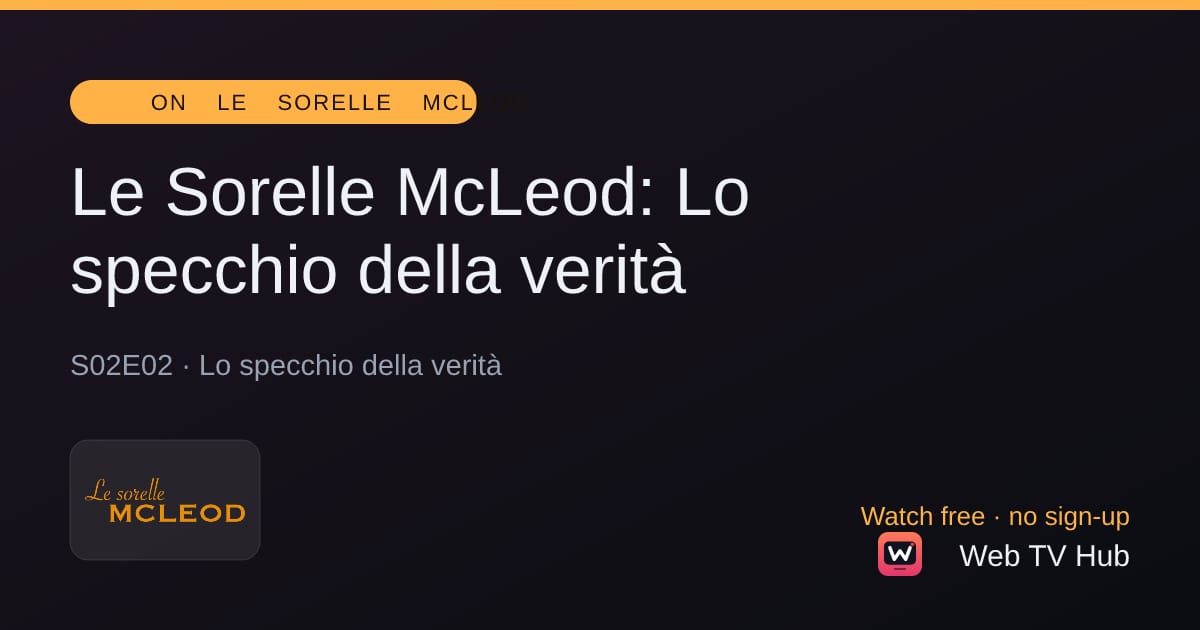 ON LE SORELLE MCLEOD
Le Sorelle McLeod: Lo
specchio della verità
S02E02 · Lo specchio della verità
Le sorelle
MCLEOD
Watch free · no sign-up
W
Web TV Hub